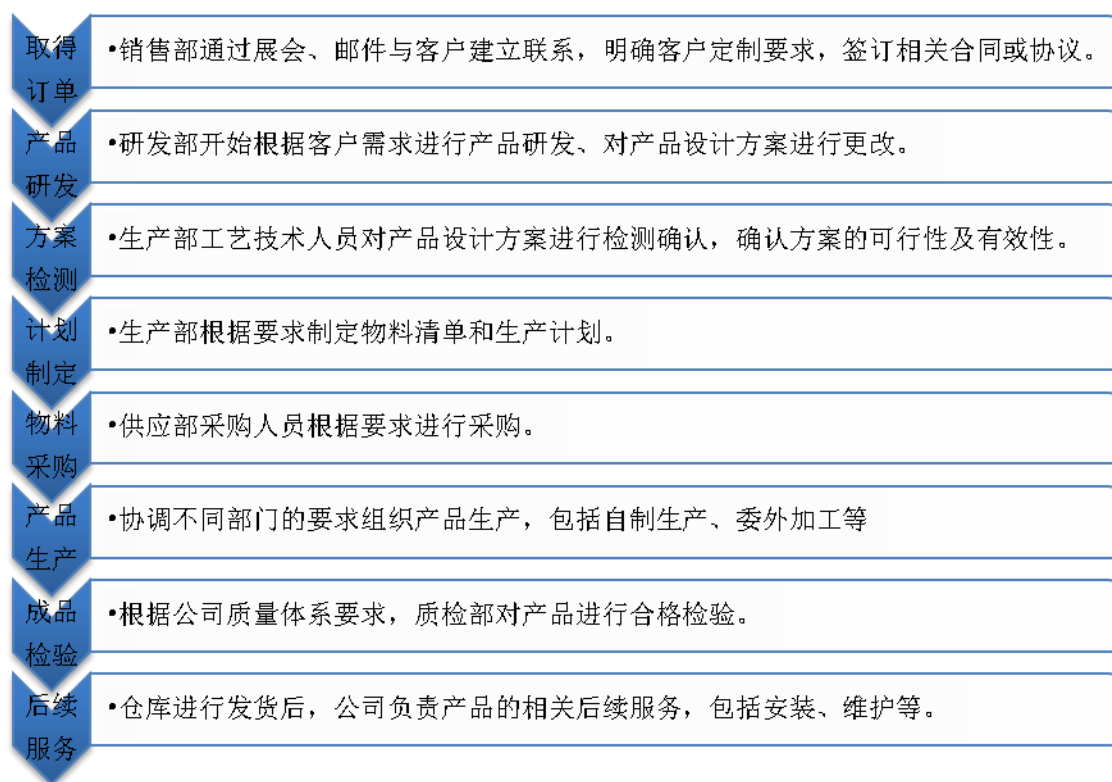 取得
订单
•销售部通过展会、邮件与客户建立联系，明确客户定制要求，签订相关合同或协议。
产品
研发
•研发部开始根据客户需求进行产品研发、对产品设计方案进行更改。
方案
检测
•生产部工艺技术人员对产品设计方案进行检测确认，确认方案的可行性及有效性。
计划
制定
•生产部根据要求制定物料清单和生产计划。
物料
采购
•供应部采购人员根据要求进行采购。
产品
生产
•协调不同部门的要求组织产品生产，包括自制生产、委外加工等
成品
检验
•根据公司质量体系要求，质检部对产品进行合格检验。
后续
服务
•仓库进行发货后，公司负责产品的相关后续服务，包括安装、维护等。